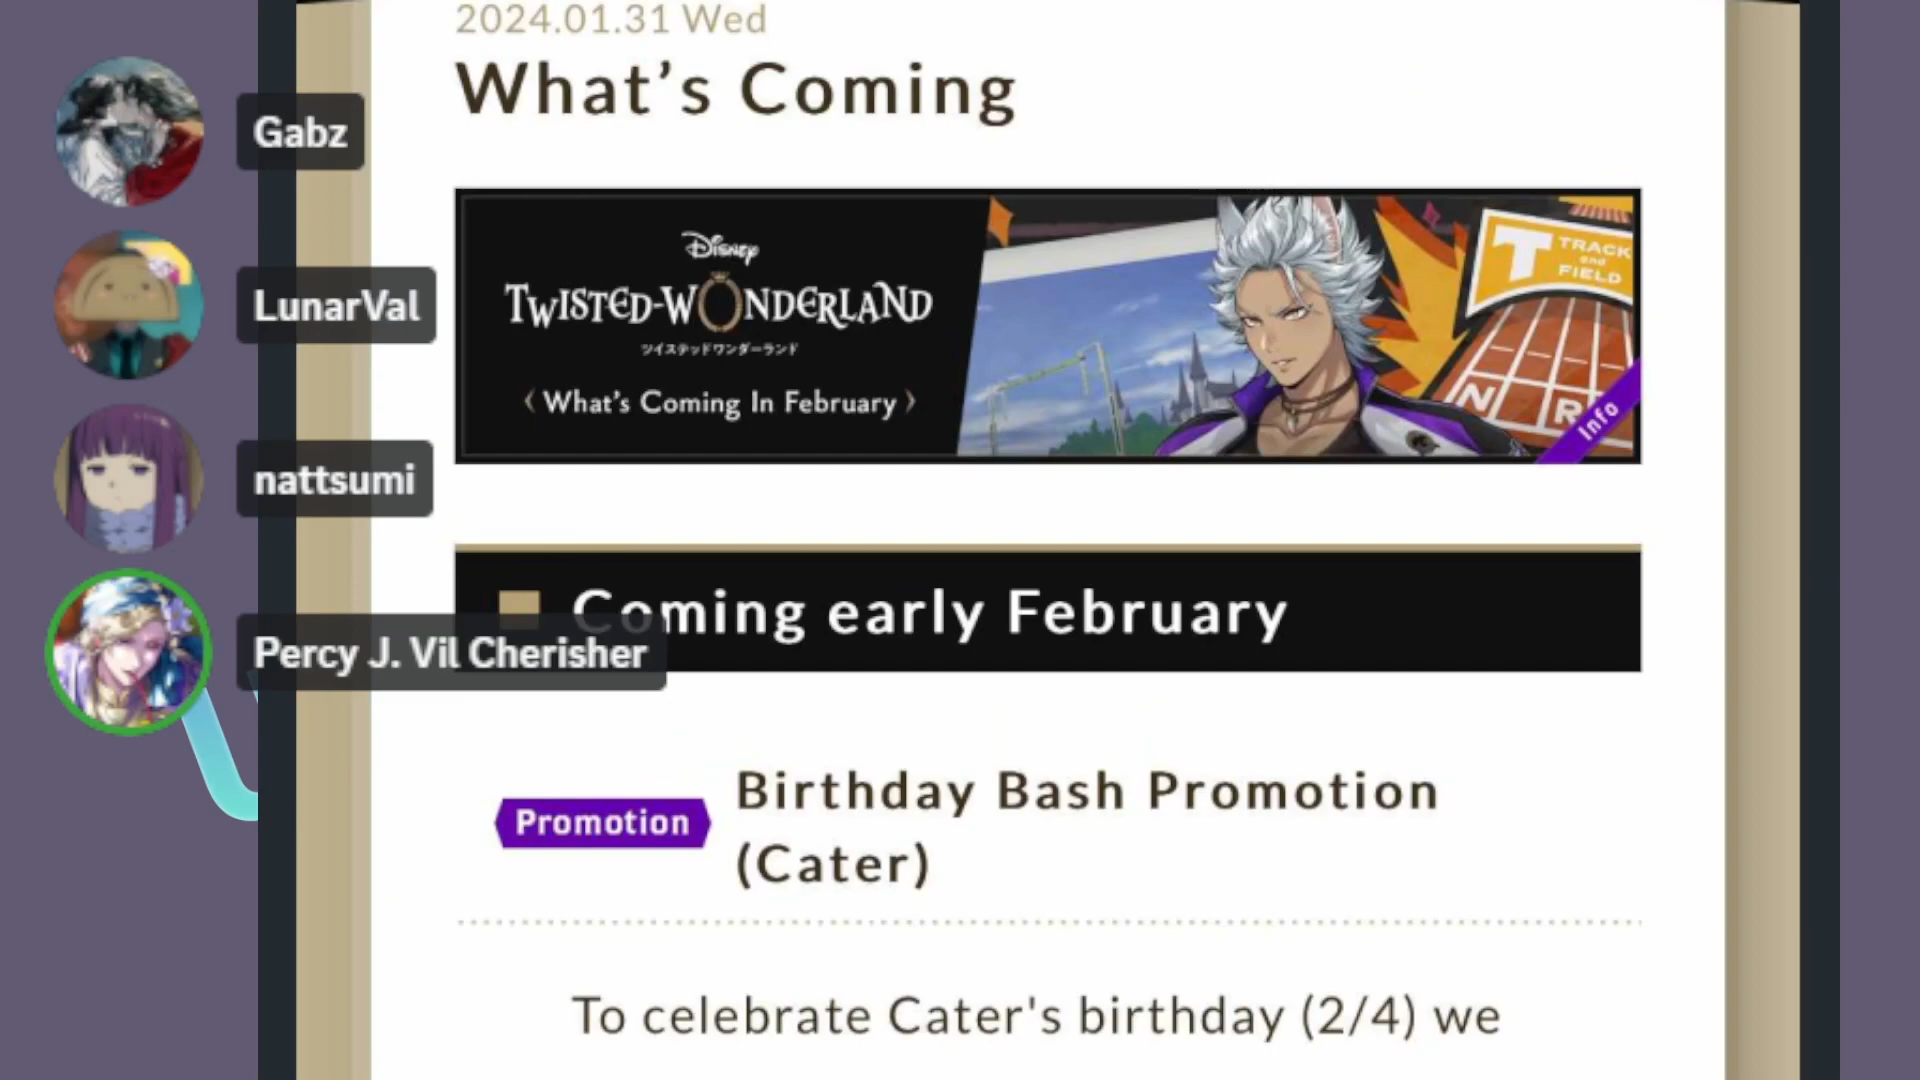 2024.01.31 Wed
What's Coming
Gabz
LunarVal
nattsumi
Percy J. Vil Cherisher
Disney
TWISTED-WONDERLAND
ツイステッドワンダーランド
What's Coming In February
TRACK
and
FIELD
T
N R
Info
Coming early February
Promotion
Birthday Bash Promotion
(Cater)
To celebrate Cater's birthday (2/4) we